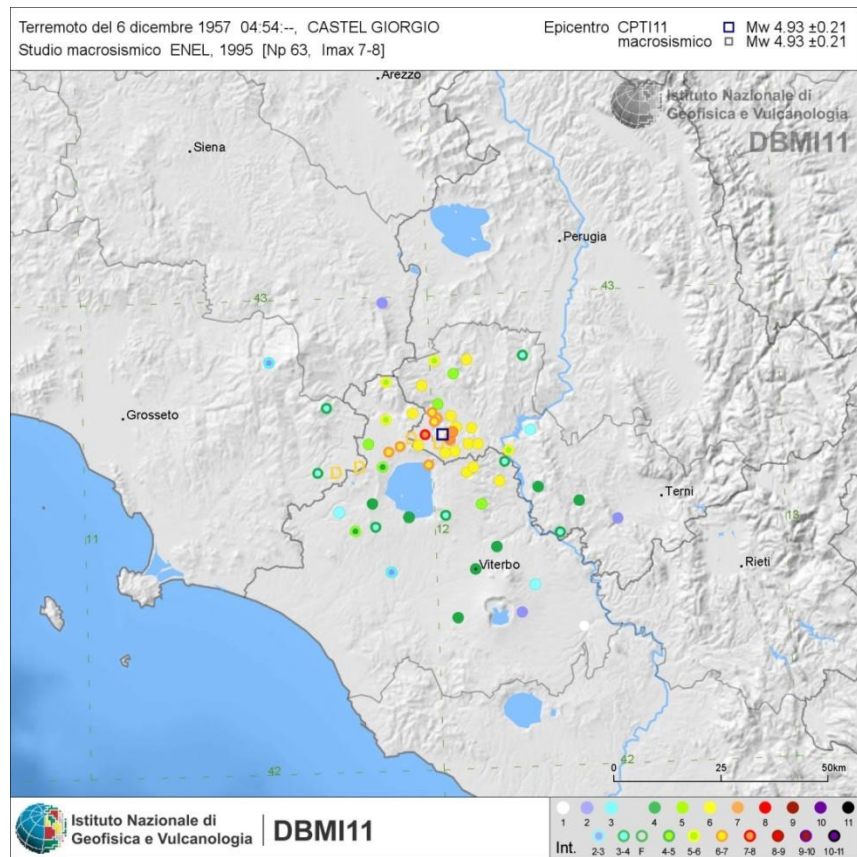 Terremoto del 6 dicembre 1957 04:54:--, CASTEL GIORGIO
Studio macrosismico ENEL, 1995 [Np 63, Imax 7-8]
Epicentro CPTI11 Mw 4.93 ±0.21
macrosismico Mw 4.93 ±0.21
Arezzo
Istituto Nazionale di
Geofisica e Vulcanologia
DBMI11
Siena
Perugia
43
43
Grosseto
D D
Terni
11
12
13
Viterbo
Rieti
42
42
0 25 50km
Istituto Nazionale di
Geofisica e Vulcanologia
DBMI11
1 2 3 4 5 6 7 8 9 10 11
Int. 2-3 3-4 F 4-5 5-6 6-7 7-8 8-9 9-10 10-11